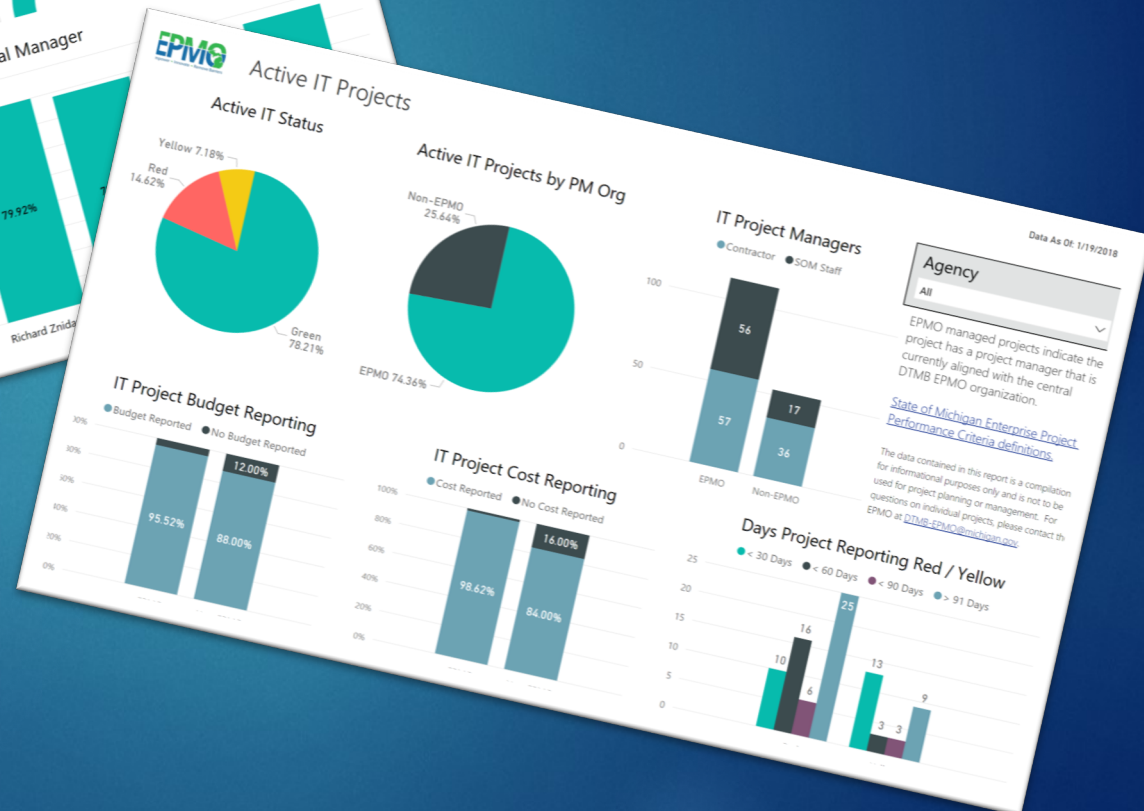 al Manager
79.92%
Richard Znida
EPMO
Active IT Projects
Data As Of: 1/19/2018
Active IT Status
Yellow 7.18%
Red
14.62%
Green
78.21%
Active IT Projects by PM Org
Non-EPMO
25.64%
EPMO 74.36%
IT Project Managers
Contractor SOM Staff
100
50
0
56
57
17
36
EPMO
Non-EPMO
Agency
All
EPMO managed projects indicate the
project has a project manager that is
currently aligned with the central
DTMB EPMO organization.
State of Michigan Enterprise Project
Performance Criteria definitions.
The data contained in this report is a compilation
for informational purposes only and is not to be
used for project planning or management. For
questions on individual projects, please contact th
EPMO at DTMB-EPMO@michigan.gov.
IT Project Budget Reporting
Budget Reported No Budget Reported
0%
95.52%
12.00%
88.00%
IT Project Cost Reporting
Cost Reported No Cost Reported
100%
80%
60%
40%
20%
0%
98.62%
16.00%
84.00%
Days Project Reporting Red / Yellow
< 30 Days < 60 Days < 90 Days > 91 Days
25
20
15
10
5
0
10
16
6
25
13
3
3
9